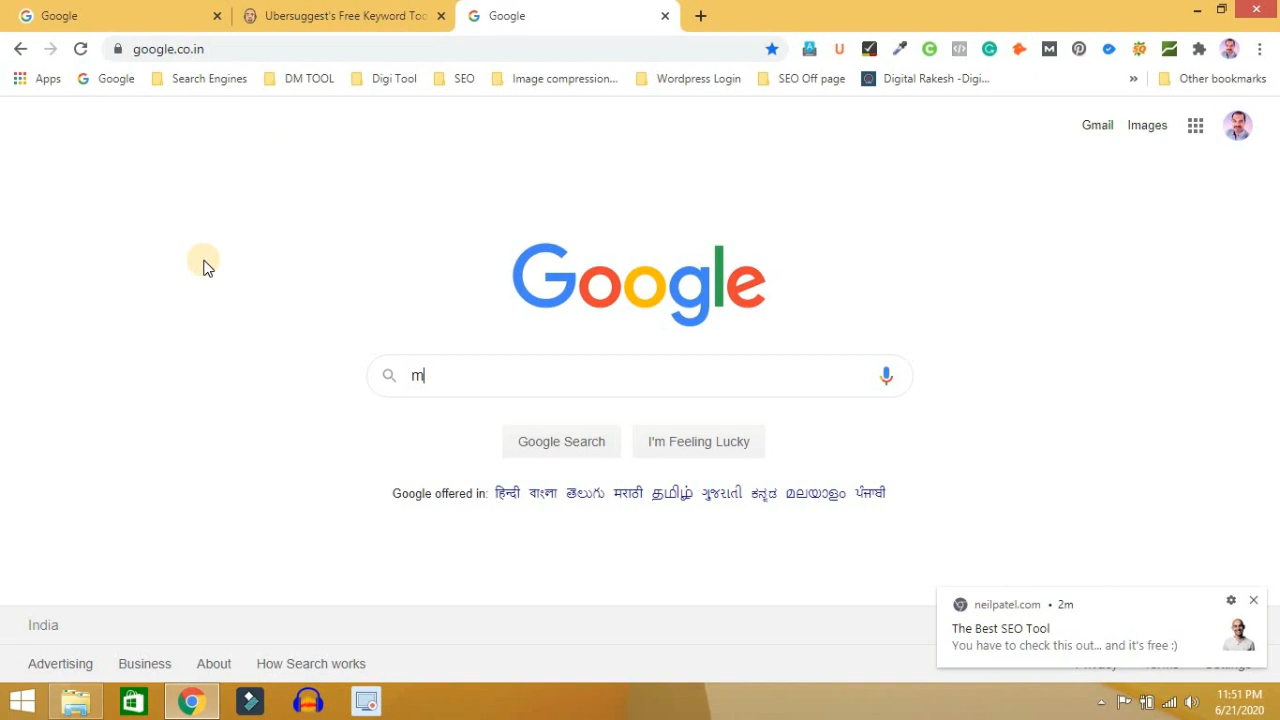 Google
Ubersuggest's Free Keyword Too
Google
google.co.in
Apps
Google
Search Engines
DM TOOL
Digi Tool
SEO
Image compression...
Wordpress Login
SEO Off page
Digital Rakesh -Digi...
»
Other bookmarks
Gmail
Images
Google
m
Google Search
I'm Feeling Lucky
Google offered in: हिन्दी বাংলা తెలుగు मराठी தமிழ் ગુજરાતી ಕನ್ನಡ മലയാളം ਪੰਜਾਬੀ
neilpatel.com • 2m
The Best SEO Tool
You have to check this out... and it's free :)
India
Advertising
Business
About
How Search works
11:51 PM
6/21/2020